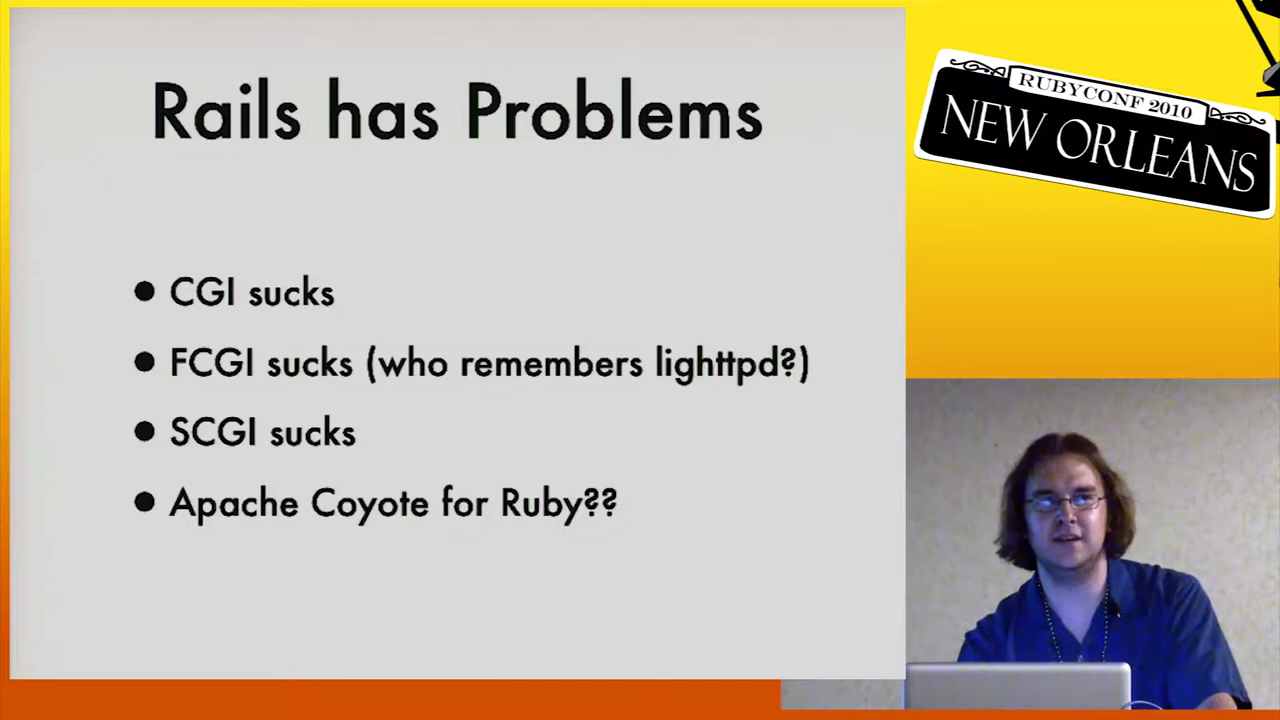 Rails has Problems
• CGI sucks
• FCGI sucks (who remembers lighttpd?)
• SCGI sucks
• Apache Coyote for Ruby??
RUBYCONF 2010
NEW ORLEANS